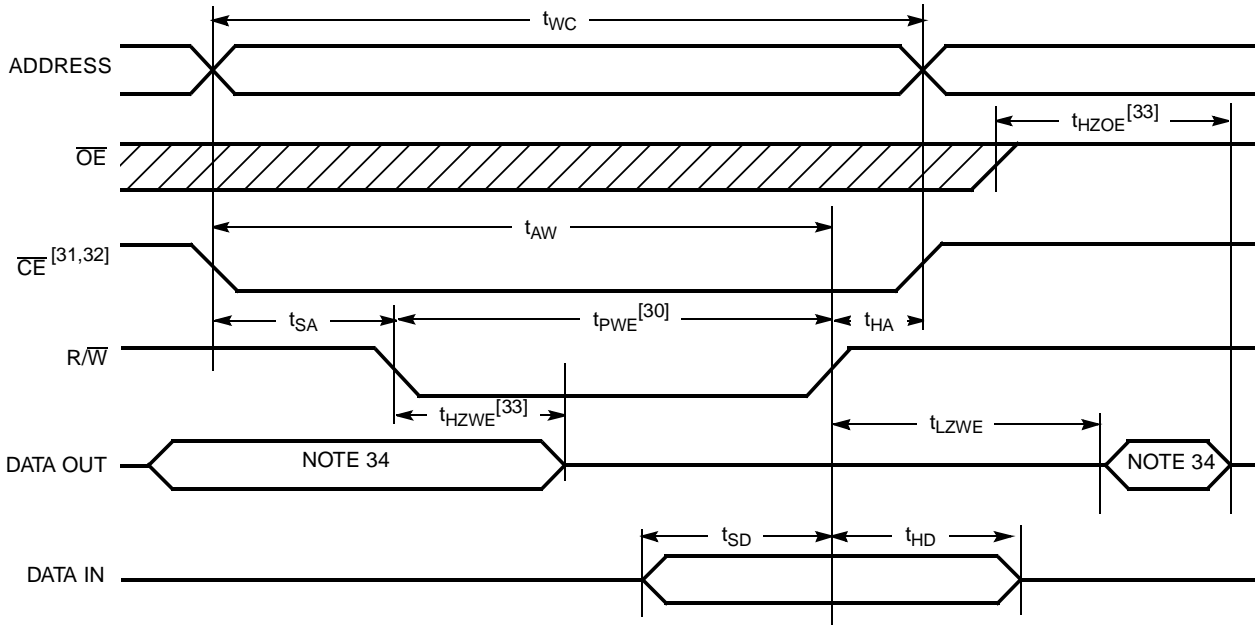 tWC
ADDRESS
tHZOE[33]
OE
tAW
CE [31,32]
tSA
tPWE[30]
tHA
R/W
tHZWE[33]
tLZWE
DATA OUT
NOTE 34
NOTE 34
tSD
tHD
DATA IN